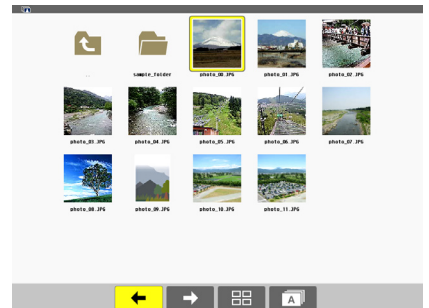 ..
sample_folder
photo_00.JPG
photo_01.JPG
photo_02.JPG
photo_03.JPG
photo_04.JPG
photo_05.JPG
photo_06.JPG
photo_07.JPG
photo_08.JPG
photo_09.JPG
photo_10.JPG
photo_11.JPG
A